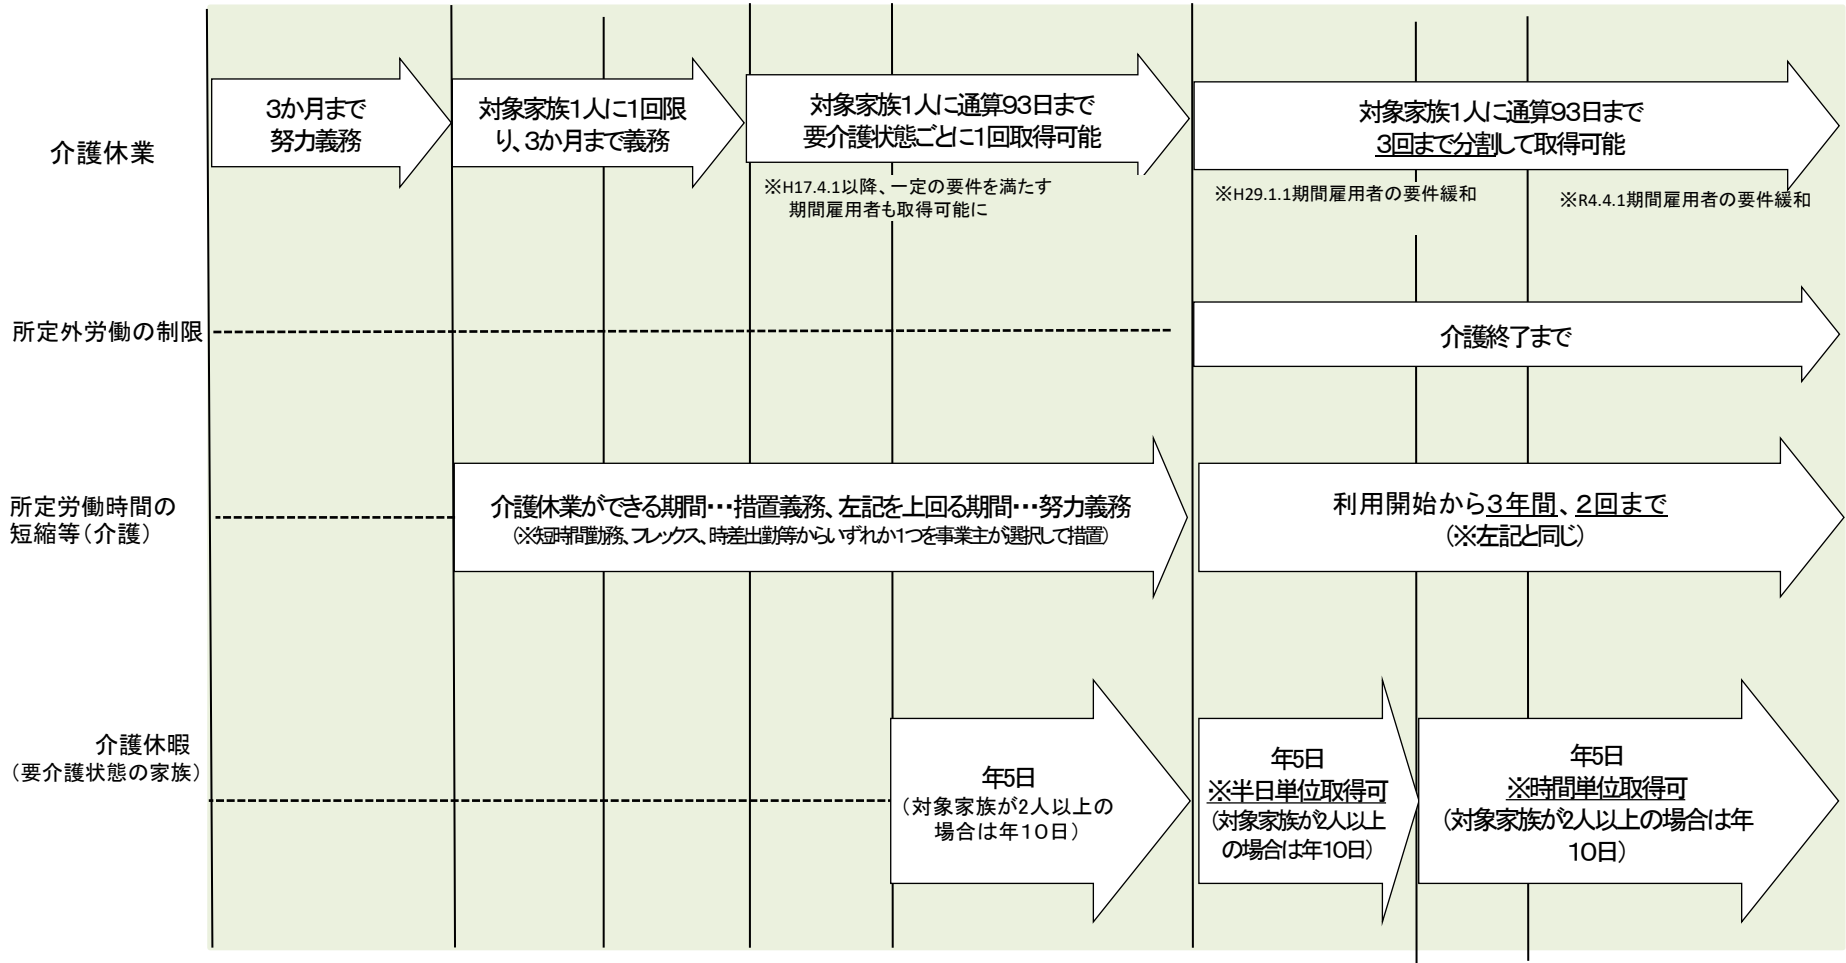 介護休業
3か月まで
努力義務
対象家族1人に1回限
り、3か月まで義務
対象家族1人に通算93日まで
要介護状態ごとに1回取得可能
※H17.4.1以降、一定の要件を満たす
期間雇用者も取得可能に
対象家族1人に通算93日まで
3回まで分割して取得可能
※H29.1.1期間雇用者の要件緩和
※R4.4.1期間雇用者の要件緩和
所定外労働の制限
介護終了まで
所定労働時間の
短縮等(介護)
介護休業ができる期間・・・措置義務、左記を上回る期間・・・努力義務
(※短時間勤務、フレックス、時差出勤等からいずれか1つを事業主が選択して措置)
利用開始から3年間、2回まで
(※左記と同じ)
介護休暇
(要介護状態の家族)
年5日
(対象家族が2人以上の
場合は年10日)
年5日
※半日単位取得可
(対象家族が2人以上
の場合は年10日)
年5日
※時間単位取得可
(対象家族が2人以上の場合は年
10日)